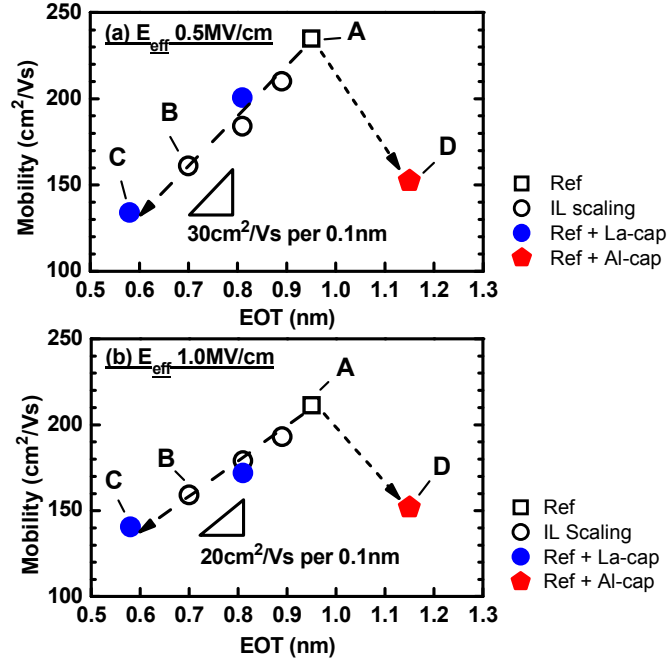 (a) Eeff 0.5MV/cm
A
B
C
D
30cm2/Vs per 0.1nm
Mobility (cm2/Vs)
250
200
150
100
0.5 0.6 0.7 0.8 0.9 1.0 1.1 1.2 1.3
EOT (nm)
Ref
IL scaling
Ref + La-cap
Ref + Al-cap
(b) Eeff 1.0MV/cm
A
B
C
D
20cm2/Vs per 0.1nm
Mobility (cm2/Vs)
250
200
150
100
0.5 0.6 0.7 0.8 0.9 1.0 1.1 1.2 1.3
EOT (nm)
Ref
IL Scaling
Ref + La-cap
Ref + Al-cap